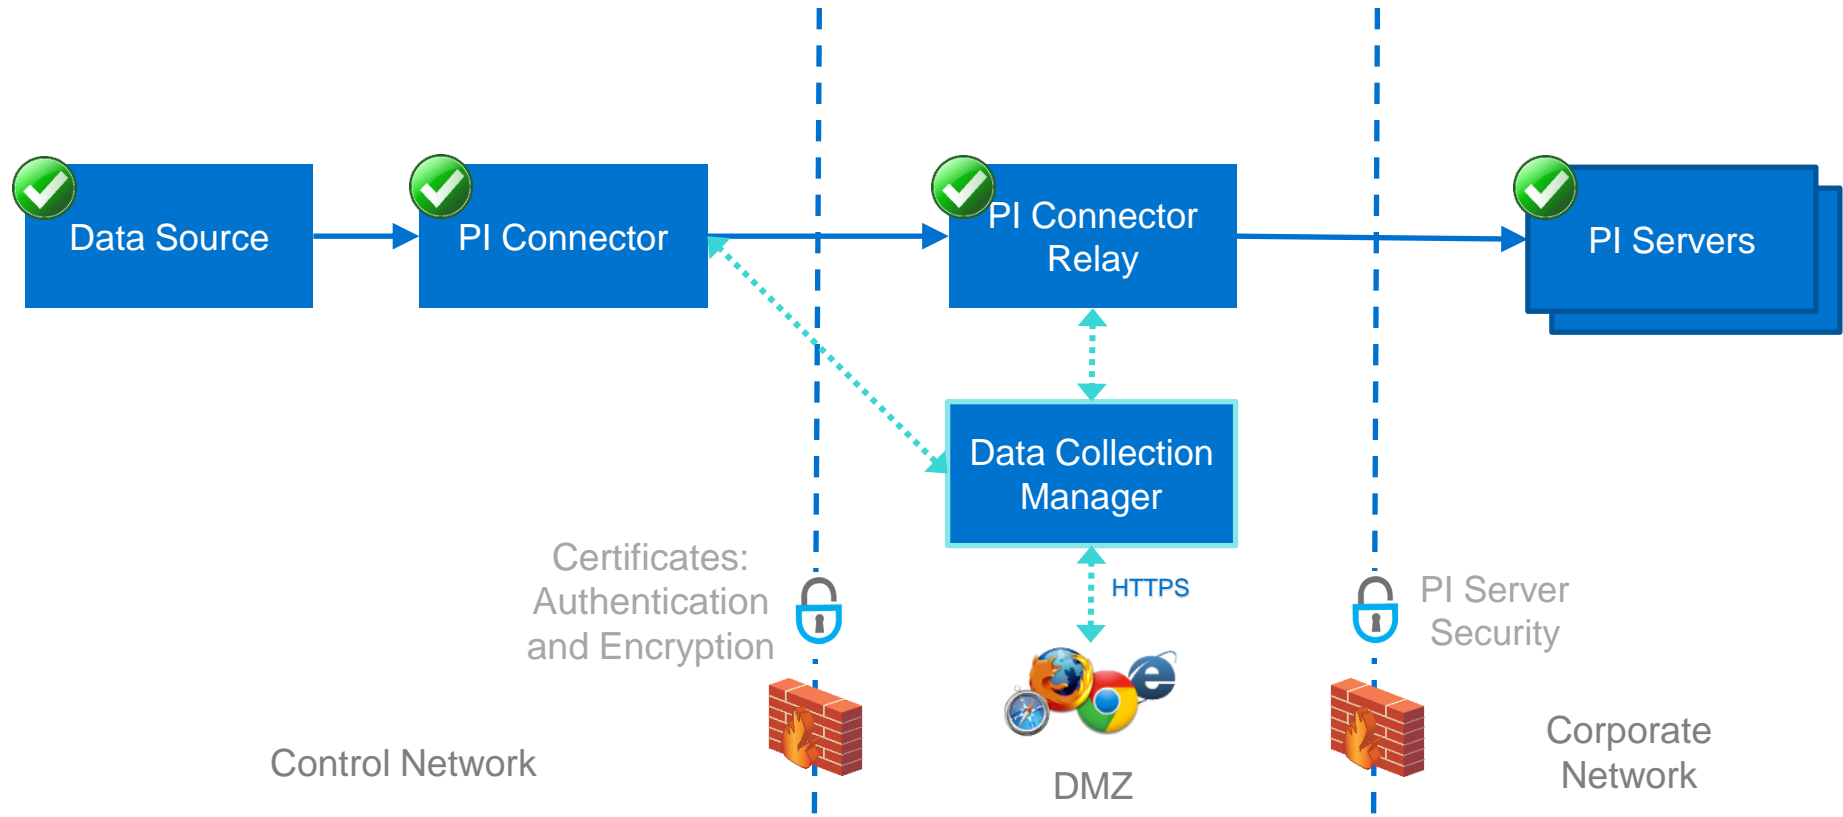 Data Source
PI Connector
PI Connector
Relay
PI Servers
Data Collection
Manager
HTTPS
Certificates:
Authentication
and Encryption
PI Server
Security
Control Network
DMZ
Corporate
Network